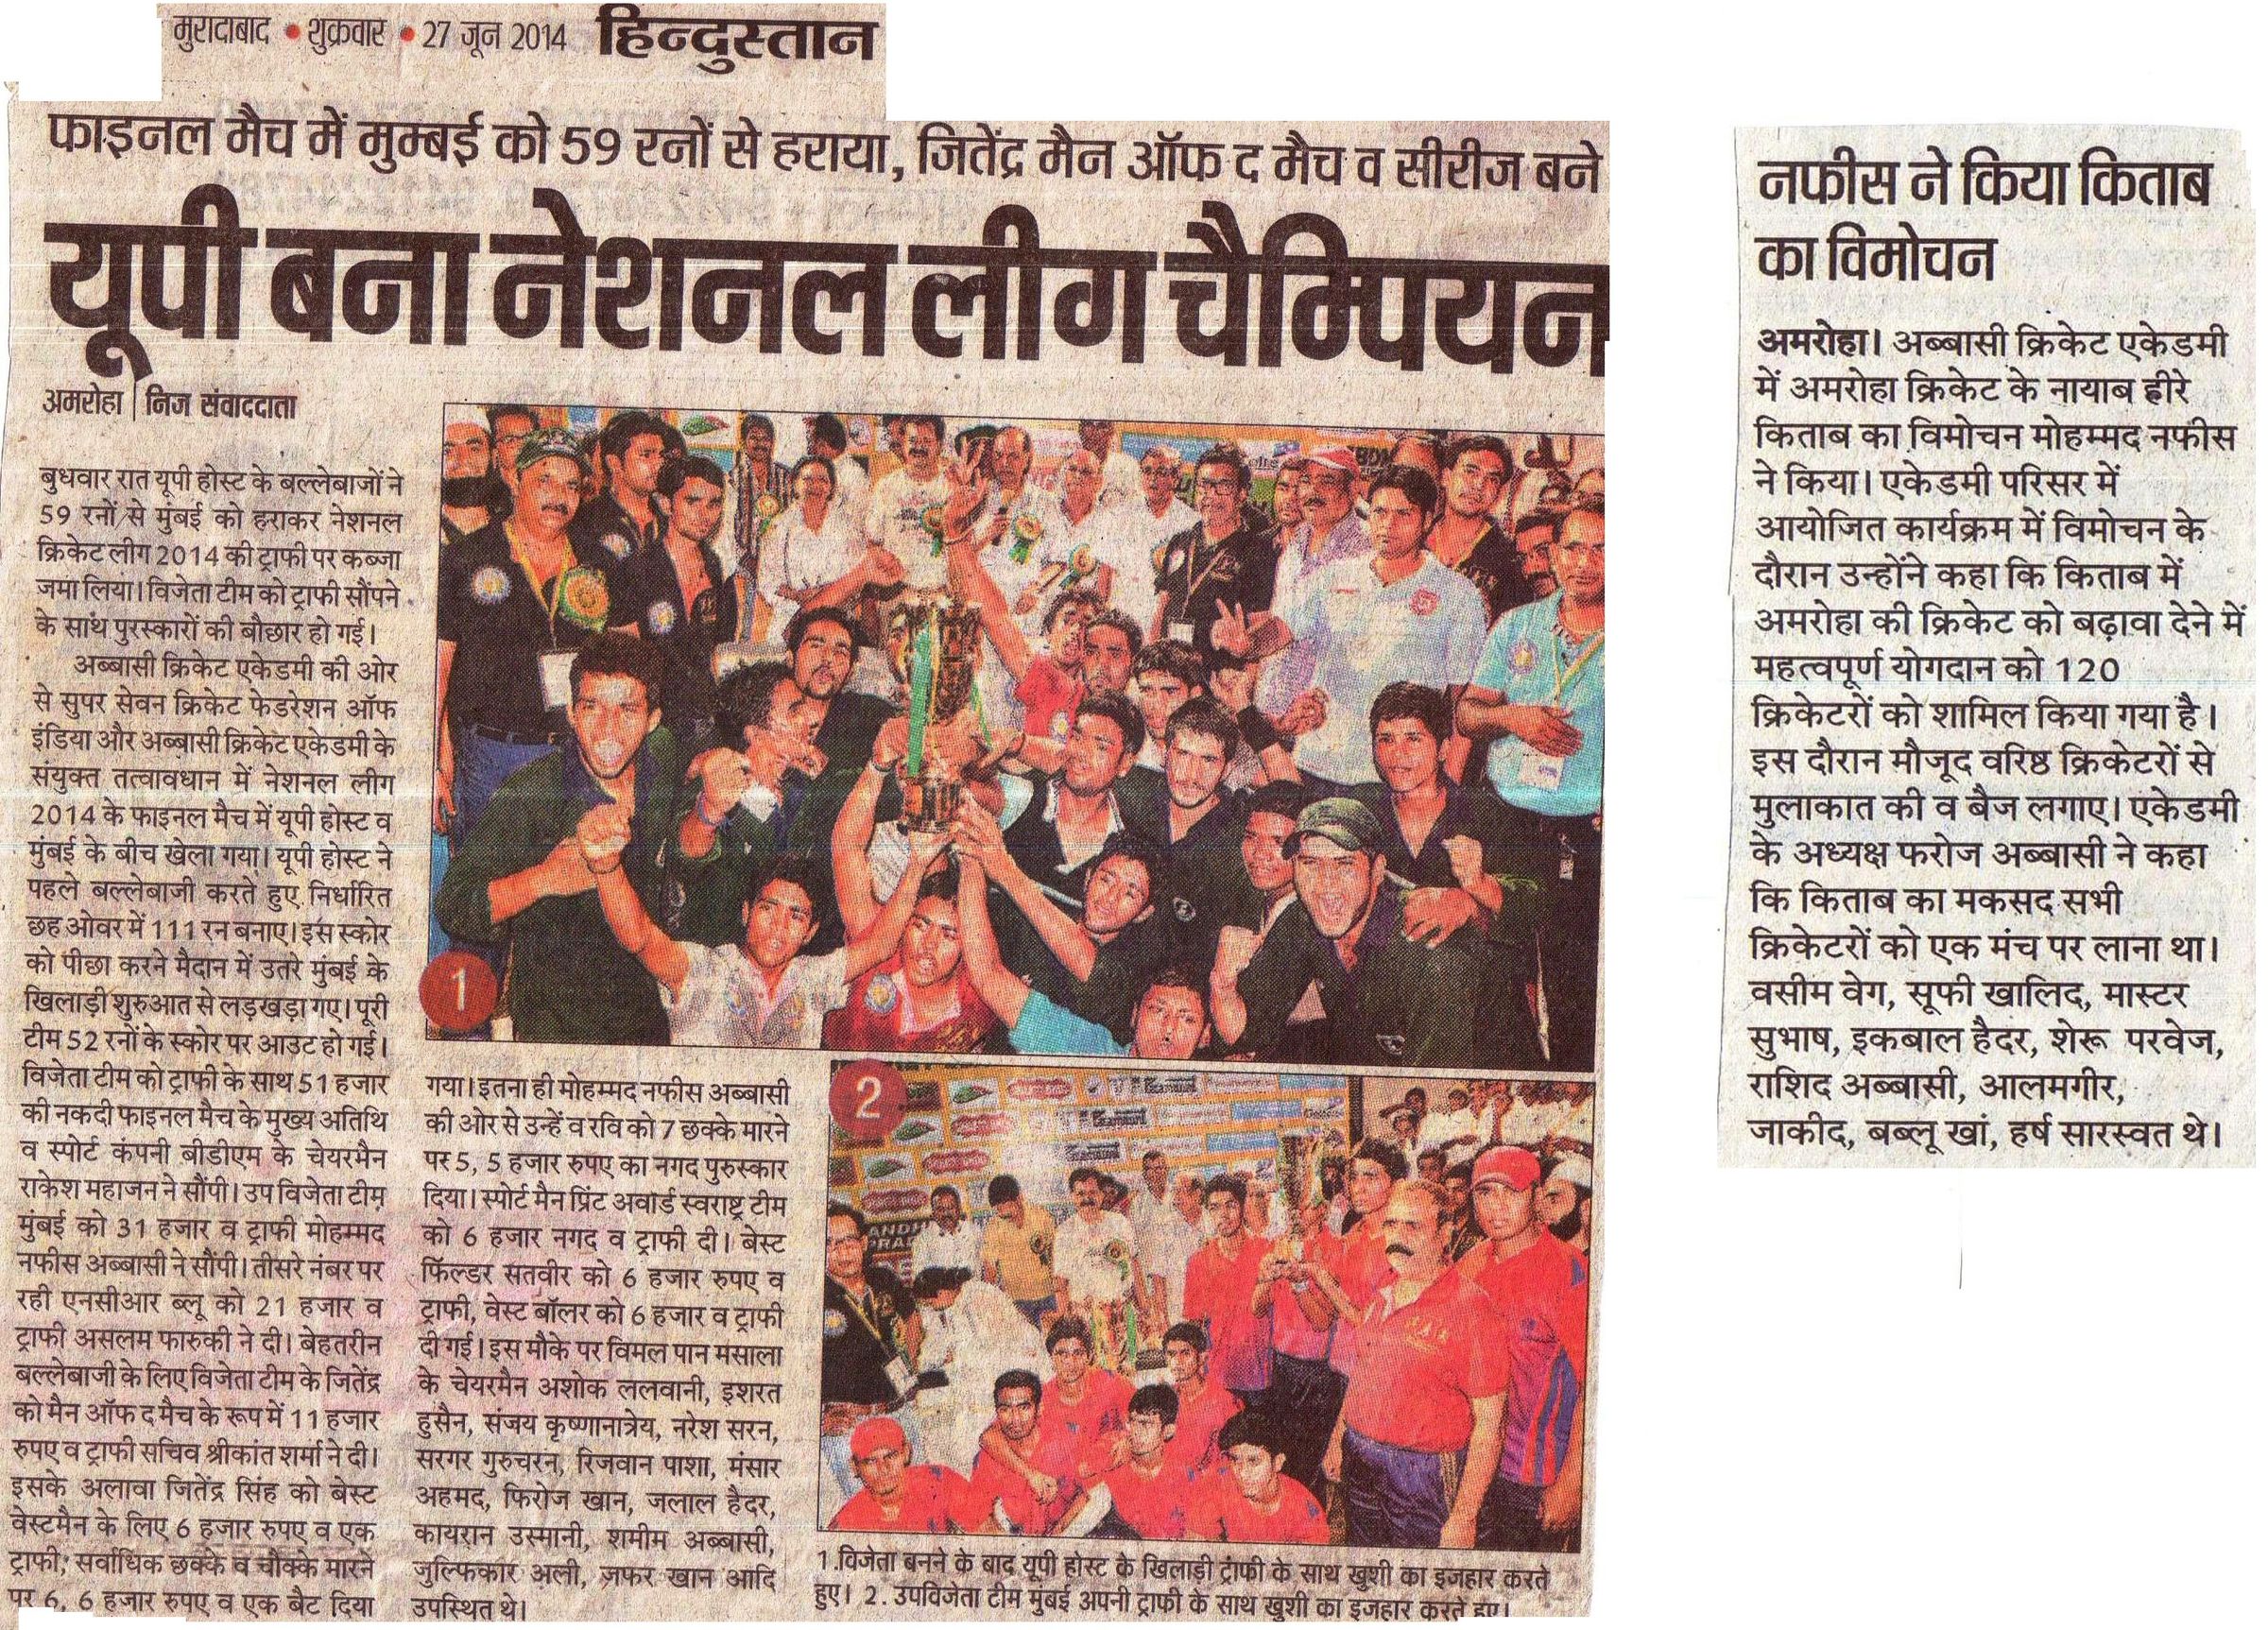 मुरादाबाद • शुक्रवार • 27 जून 2014 हिन्दुस्तान
फाइनल मैच में मुम्बई को 59 रनों से हराया, जितेंद्र मैन ऑफ द मैच व सीरीज बने
यूपी बना नेशनल लीग चैम्पियन
अमरोहा | निज संवाददाता
बुधवार रात यूपी होस्ट के बल्लेबाजों ने
59 रनों से मुंबई को हराकर नेशनल
क्रिकेट लीग 2014 की ट्राफी पर कब्जा
जमा लिया। विजेता टीम को ट्राफी सौंपने
के साथ पुरस्कारों की बौछार हो गई।
अब्बासी क्रिकेट एकेडमी की ओर
से सुपर सेवन क्रिकेट फेडरेशन ऑफ
इंडिया और अब्बासी क्रिकेट एकेडमी के
संयुक्त तत्वावधान में नेशनल लीग
2014 के फाइनल मैच में यूपी होस्ट व
मुंबई के बीच खेला गया। यूपी होस्ट ने
पहले बल्लेबाजी करते हुए निर्धारित
छह ओवर में 111 रन बनाए। इस स्कोर
को पीछा करने मैदान में उतरे मुंबई के
खिलाड़ी शुरुआत से लड़खड़ा गए। पूरी
टीम 52 रनों के स्कोर पर आउट हो गई।
विजेता टीम को ट्राफी के साथ 51 हजार
की नकदी फाइनल मैच के मुख्य अतिथि
व स्पोर्ट कंपनी बीडीएम के चेयरमैन
राकेश महाजन ने सौंपी। उप विजेता टीम
मुंबई को 31 हजार व ट्राफी मोहम्मद
नफीस अब्बासी ने सौंपी। तीसरे नंबर पर
रही एनसीआर ब्लू को 21 हजार व
ट्राफी असलम फारुकी ने दी। बेहतरीन
बल्लेबाजी के लिए विजेता टीम के जितेंद्र
को मैन ऑफ द मैच के रूप में 11 हजार
रुपए व ट्राफी सचिव श्रीकांत शर्मा ने दी।
इसके अलावा जितेंद्र सिंह को बेस्ट
वेस्टमैन के लिए 6 हजार रुपए व एक
ट्राफी, सर्वाधिक छक्के व चौक्के मारने
पर 6, 6 हजार रुपए व एक बैट दिया
गया। इतना ही मोहम्मद नफीस अब्बासी
की ओर से उन्हें व रवि को 7 छक्के मारने
पर 5, 5 हजार रुपए का नगद पुरुस्कार
दिया। स्पोर्ट मैन प्रिंट अवार्ड स्वराष्ट्र टीम
को 6 हजार नगद व ट्राफी दी। बेस्ट
फिल्डर सतवीर को 6 हजार रुपए व
ट्राफी, वेस्ट बॉलर को 6 हजार व ट्राफी
दी गई। इस मौके पर विमल पान मसाला
के चेयरमैन अशोक ललवानी, इशरत
हुसैन, संजय कृष्णानात्रेय, नरेश सरन,
सरगर गुरुचरन, रिजवान पाशा, मंसार
अहमद, फिरोज खान, जलाल हैदर,
कायरान उस्मानी, शमीम अब्बासी,
जुल्फिकार अली, ज़फर खान आदि
उपस्थित थे।
1
2
1.विजेता बनने के बाद यूपी होस्ट के खिलाड़ी ट्रॉफी के साथ खुशी का इजहार करते
हुए। 2. उपविजेता टीम मुंबई अपनी ट्राफी के साथ खुशी का इजहार करते हुए।
नफीस ने किया किताब
का विमोचन
अमरोहा। अब्बासी क्रिकेट एकेडमी
में अमरोहा क्रिकेट के नायाब हीरे
किताब का विमोचन मोहम्मद नफीस
ने किया। एकेडमी परिसर में
आयोजित कार्यक्रम में विमोचन के
दौरान उन्होंने कहा कि किताब में
अमरोहा की क्रिकेट को बढ़ावा देने में
महत्वपूर्ण योगदान को 120
क्रिकेटरों को शामिल किया गया है।
इस दौरान मौजूद वरिष्ठ क्रिकेटरों से
मुलाकात की व बैज लगाए। एकेडमी
के अध्यक्ष फरोज अब्बासी ने कहा
कि किताब का मकसद सभी
क्रिकेटरों को एक मंच पर लाना था।
वसीम वेग, सूफी खालिद, मास्टर
सुभाष, इकबाल हैदर, शेरू परवेज,
राशिद अब्बासी, आलमगीर,
जाकीद, बब्लू खां, हर्ष सारस्वत थे।